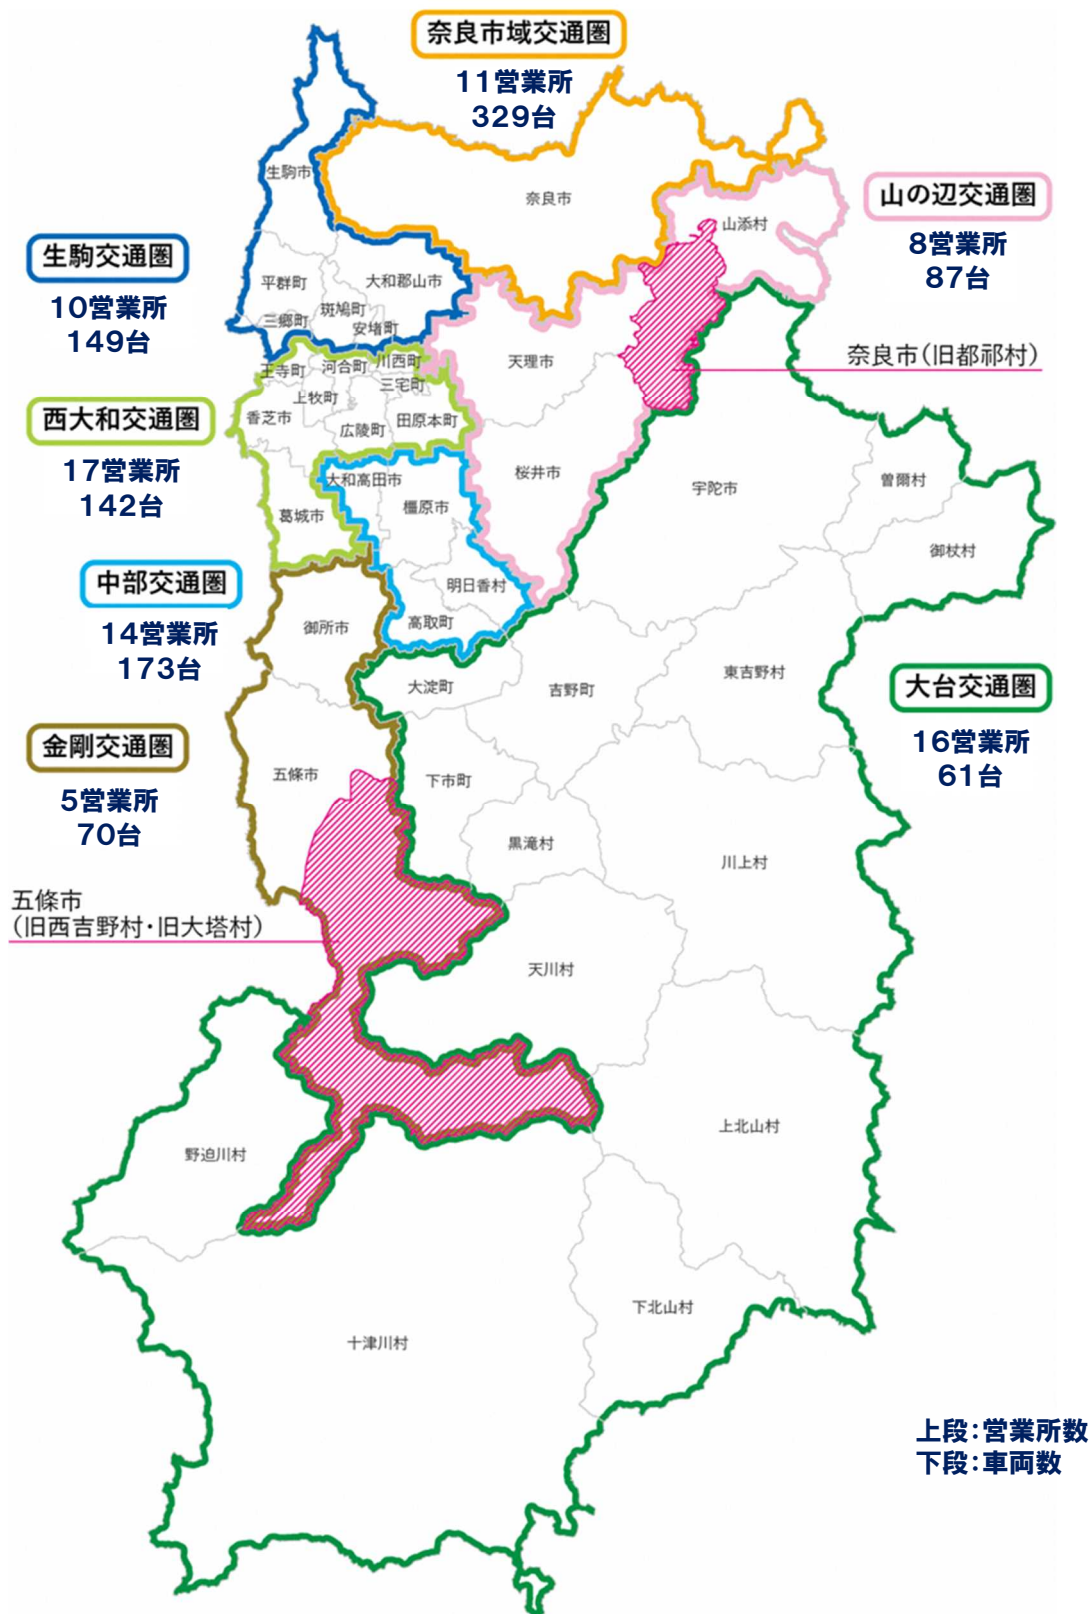 奈良市域交通圏
11営業所
329台
山の辺交通圏
8営業所
87台
生駒交通圏
10営業所
149台
西大和交通圏
17営業所
142台
中部交通圏
14営業所
173台
金剛交通圏
5営業所
70台
大台交通圏
16営業所
61台
奈良市(旧都祁村)
五條市
(旧西吉野村・旧大塔村)
生駒市
奈良市
山添村
平群町
大和郡山市
斑鳩町
三郷町
安堵町
天理市
王寺町
河合町
川西町
三宅町
上牧町
香芝市
広陵町
田原本町
大和高田市
橿原市
桜井市
宇陀市
曽爾村
御杖村
葛城市
明日香村
高取町
御所市
大淀町
吉野町
東吉野村
五條市
下市町
黒滝村
川上村
天川村
上北山村
野迫川村
下北山村
十津川村
上段:営業所数
下段:車両数